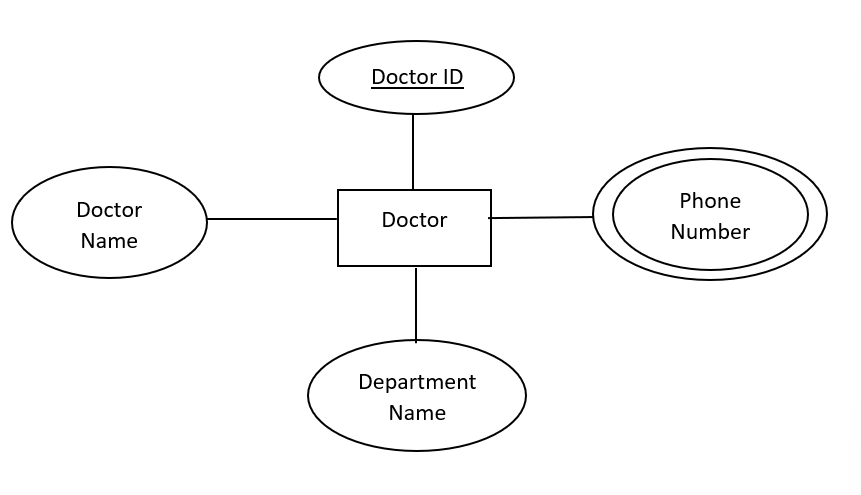 Doctor ID
Doctor
Name
Doctor
Phone
Number
Department
Name